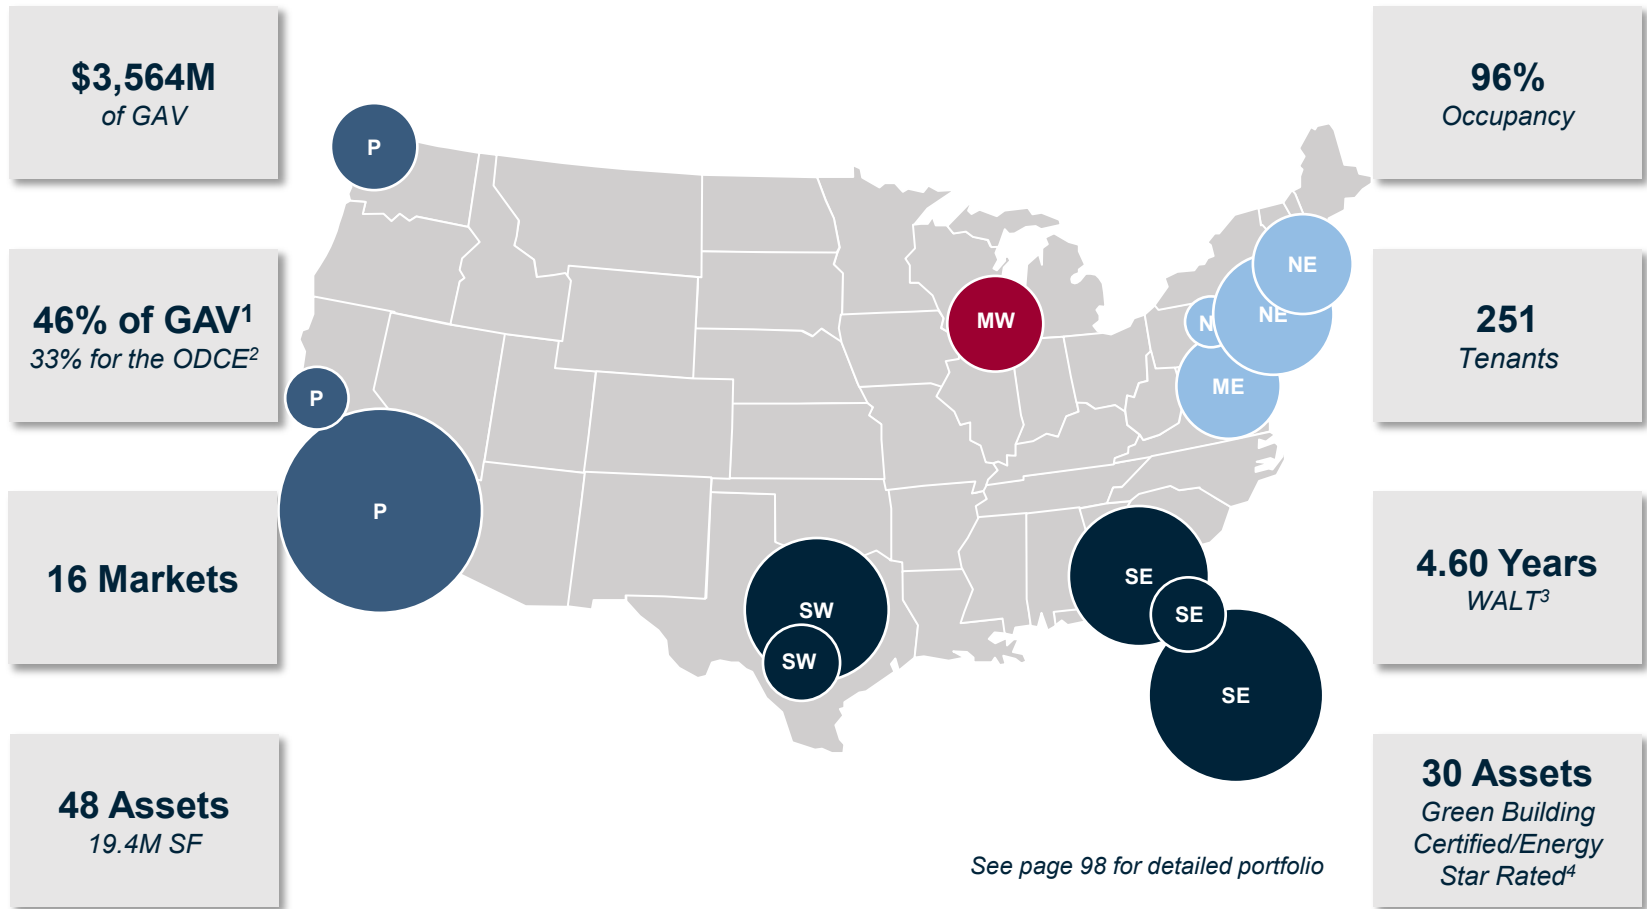 $3,564M
of GAV
46% of GAV¹
33% for the ODCE²
16 Markets
48 Assets
19.4M SF
P
P
P
MW
NE
NE
N
ME
SW
SW
SE
SE
SE
See page 98 for detailed portfolio
96%
Occupancy
251
Tenants
4.60 Years
WALT³
30 Assets
Green Building
Certified/Energy
Star Rated⁴